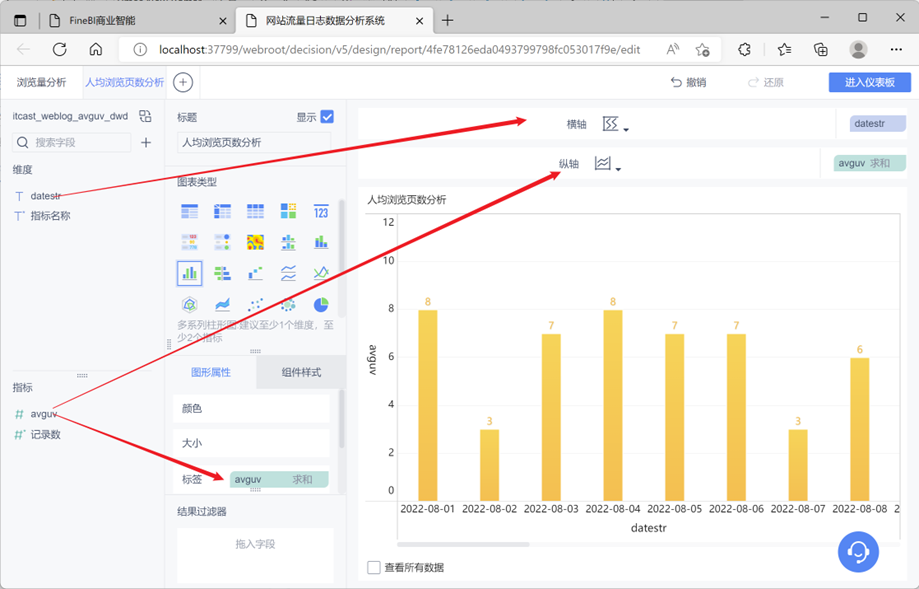 FineBI商业智能
网站流量日志数据分析系统
localhost:37799/webroot/decision/v5/design/report/4fe78126eda0493799798fc053017f9e/edit
浏览量分析
人均浏览页数分析
撤销
还原
进入仪表板
itcast_weblog_avguv_dwd
搜索字段
维度
datestr
指标名称
指标
avguv
记录数
标题
显示
人均浏览页数分析
图表类型
123
多系列柱形图 建议至少1个维度，至
少2个指标
图形属性
组件样式
颜色
大小
标签
avguv 求和
结果过滤器
拖入字段
横轴
datestr
纵轴
avguv 求和
人均浏览页数分析
12
10
8
6
4
2
0
avguv
8
3
7
8
7
7
3
6
2022-08-01 2022-08-02 2022-08-03 2022-08-04 2022-08-05 2022-08-06 2022-08-07 2022-08-08 2
datestr
查看所有数据